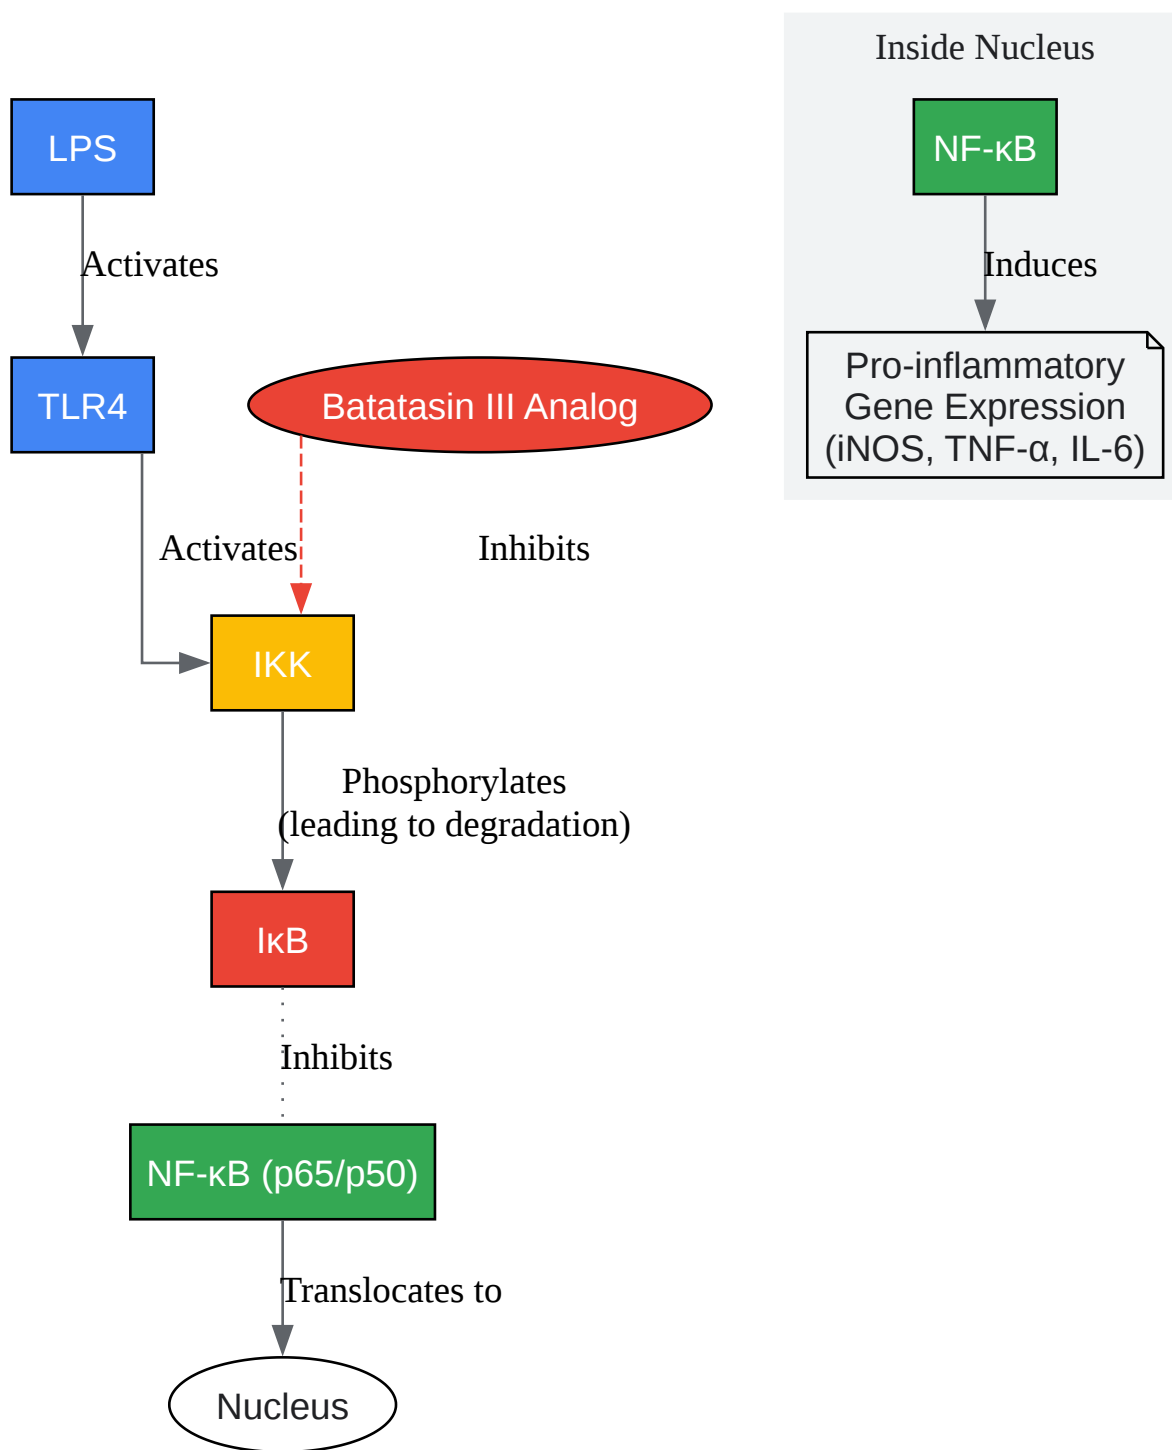 Inside Nucleus
LPS
NF-κB
Activates
Induces
TLR4
Batatasin III Analog
Pro-inflammatory
Gene Expression
(iNOS, TNF-α, IL-6)
Activates
Inhibits
IKK
Phosphorylates
(leading to degradation)
IκB
Inhibits
NF-κB (p65/p50)
Translocates to
Nucleus